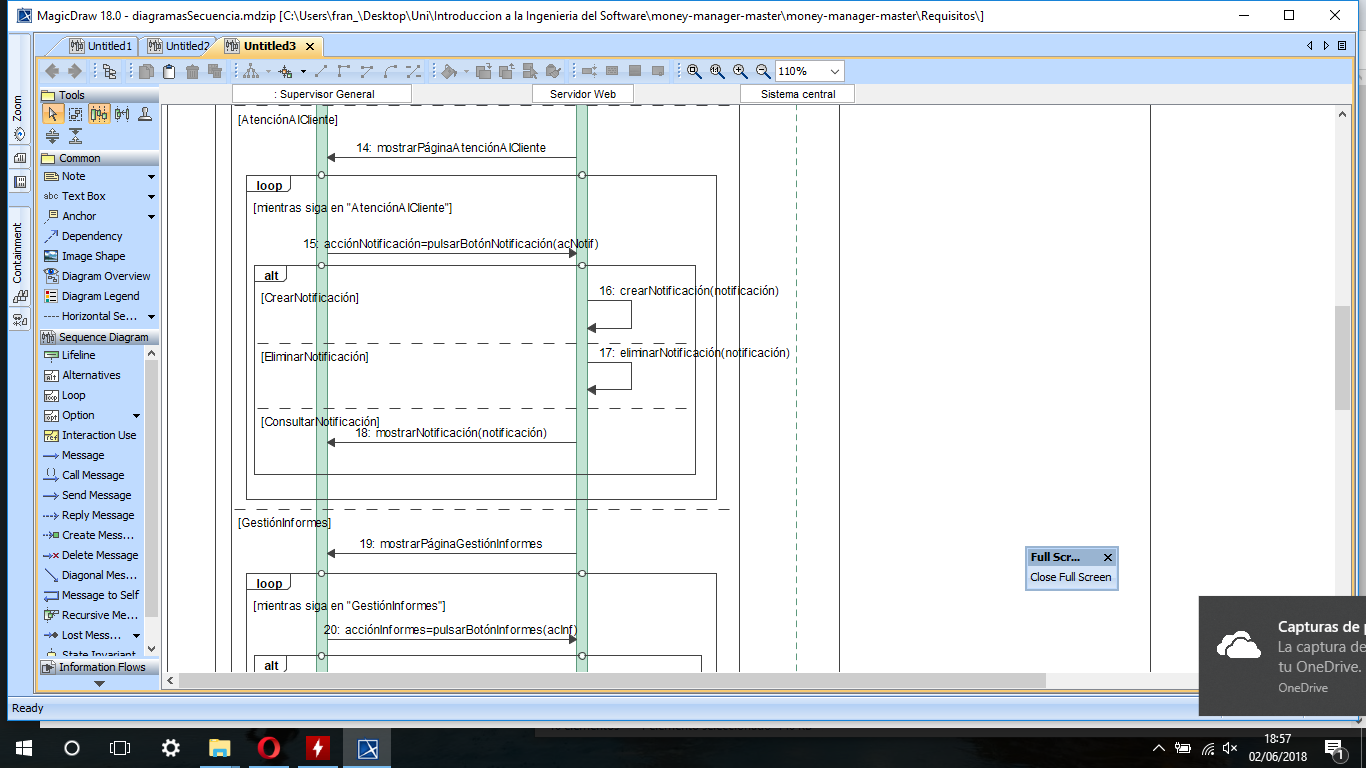 MagicDraw 18.0 - diagramasSecuencia.mdzip [C:\Users\fran_\Desktop\Uni\Introduccion a la Ingenieria del Software\money-manager-master\money-manager-master\Requisitos\]
Untitled1
Untitled2
Untitled3
110%
Zoom
Containment
Tools
Common
Note
abc Text Box
Anchor
Dependency
Image Shape
Diagram Overview
Diagram Legend
Horizontal Se...
Sequence Diagram
Lifeline
Alternatives
Loop
Option
Interaction Use
Message
Call Message
Send Message
Reply Message
Create Mess...
Delete Message
Diagonal Mes...
Message to Self
Recursive Me...
Lost Mess...
State Invariant
Information Flows
: Supervisor General
Servidor Web
Sistema central
[AtenciónAlCliente]
14: mostrarPáginaAtenciónAlCliente
loop
[mientras siga en "AtenciónAlCliente"]
15: acciónNotificación=pulsarBotónNotificación(acNotif)
alt
[CrearNotificación]
16: crearNotificación(notificación)
[EliminarNotificación]
17: eliminarNotificación(notificación)
[ConsultarNotificación]
18: mostrarNotificación(notificación)
[GestiónInformes]
19: mostrarPáginaGestiónInformes
loop
[mientras siga en "GestiónInformes"]
20: acciónInformes=pulsarBotónInformes(acInf)
alt
Full Scr...
Close Full Screen
Capturas de
La captura de
tu OneDrive.
OneDrive
Ready
18:57
02/06/2018
1